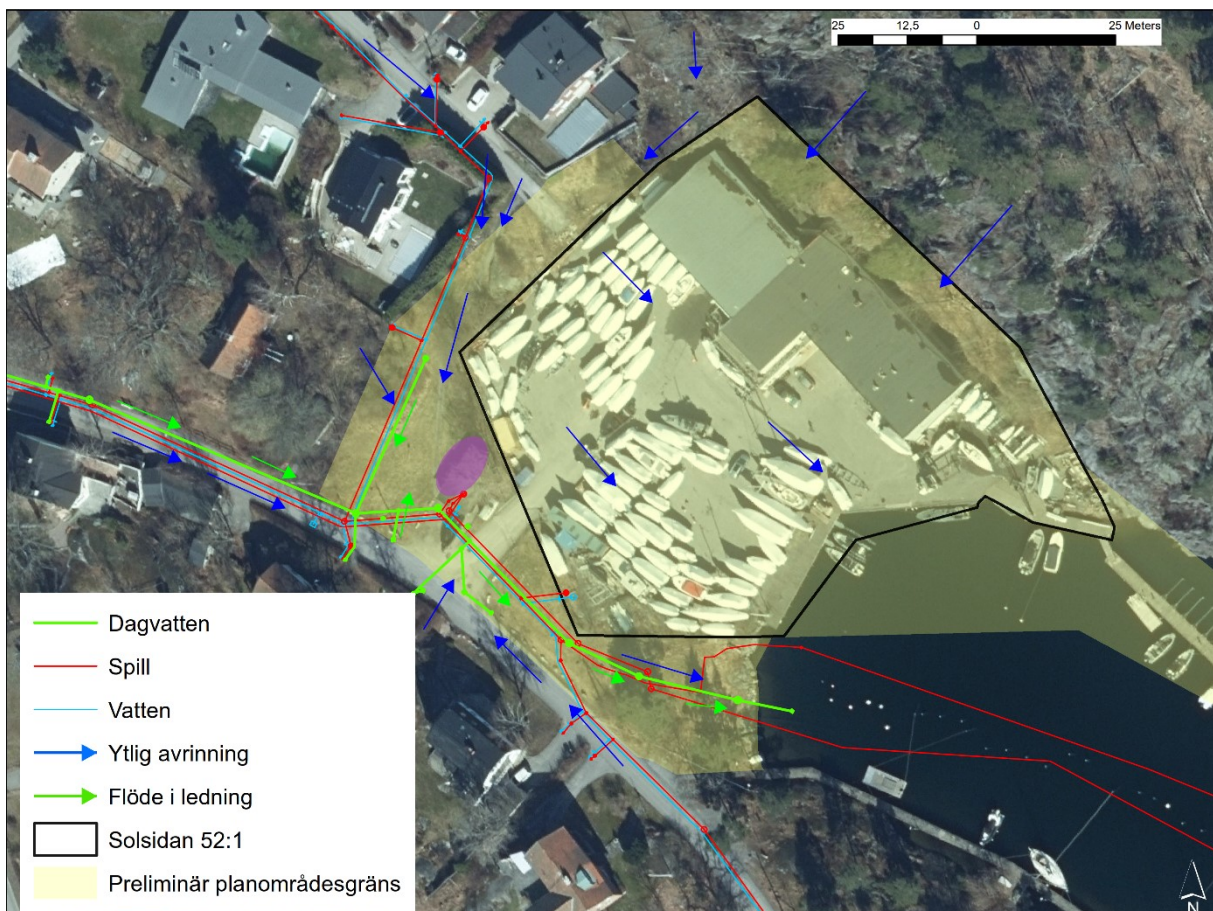 25 12,5 0 25 Meters
Dagvatten
Spill
Vatten
Ytlig avrinning
Flöde i ledning
Solsidan 52:1
Preliminär planområdesgräns
N